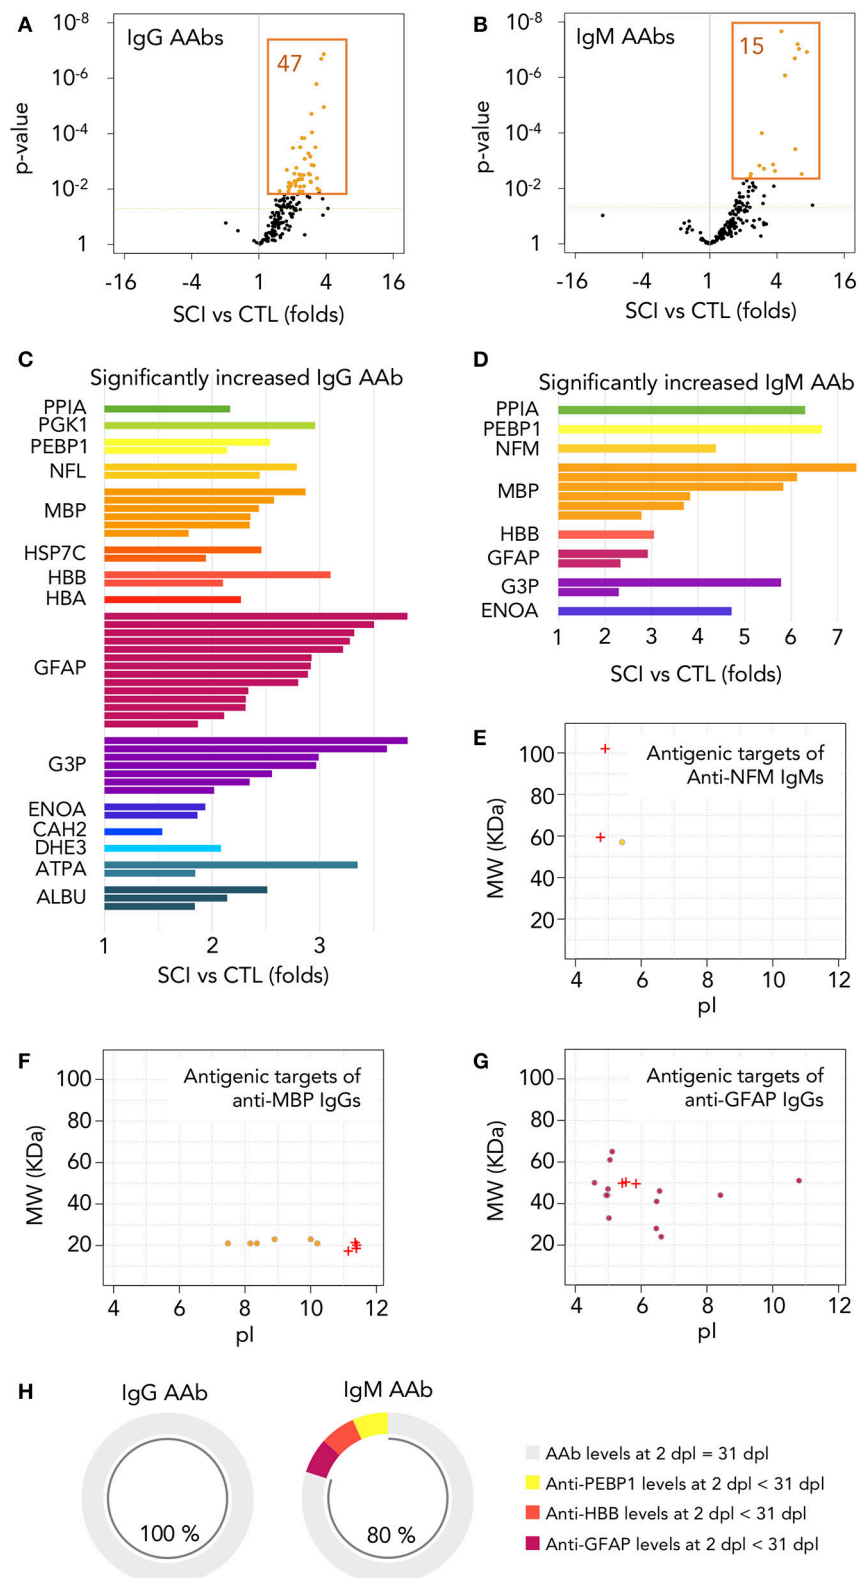 A
IgG AAbs
47
10-8
10-6
10-4
10-2
1
p-value
-16 -4 1 4 16
SCI vs CTL (folds)
B
IgM AAbs
15
10-8
10-6
10-4
10-2
1
p-value
-16 -4 1 4 16
SCI vs CTL (folds)
C
Significantly increased IgG AAb
PPIA
PGK1
PEBP1
NFL
MBP
HSP7C
HBB
HBA
GFAP
G3P
ENOA
CAH2
DHE3
ATPA
ALBU
1 2 3
SCI vs CTL (folds)
D
Significantly increased IgM AAb
PPIA
PEBP1
NFM
MBP
HBB
GFAP
G3P
ENOA
1 2 3 4 5 6 7
SCI vs CTL (folds)
E
Antigenic targets of
Anti-NFM IgMs
100
80
60
40
20
MW (KDa)
4 6 8 10 12
pI
F
Antigenic targets of
anti-MBP IgGs
100
80
60
40
20
MW (KDa)
4 6 8 10 12
pI
G
Antigenic targets of
anti-GFAP IgGs
100
80
60
40
20
MW (KDa)
4 6 8 10 12
pI
H
IgG AAb
100 %
IgM AAb
80 %
AAb levels at 2 dpl = 31 dpl
Anti-PEBP1 levels at 2 dpl < 31 dpl
Anti-HBB levels at 2 dpl < 31 dpl
Anti-GFAP levels at 2 dpl < 31 dpl